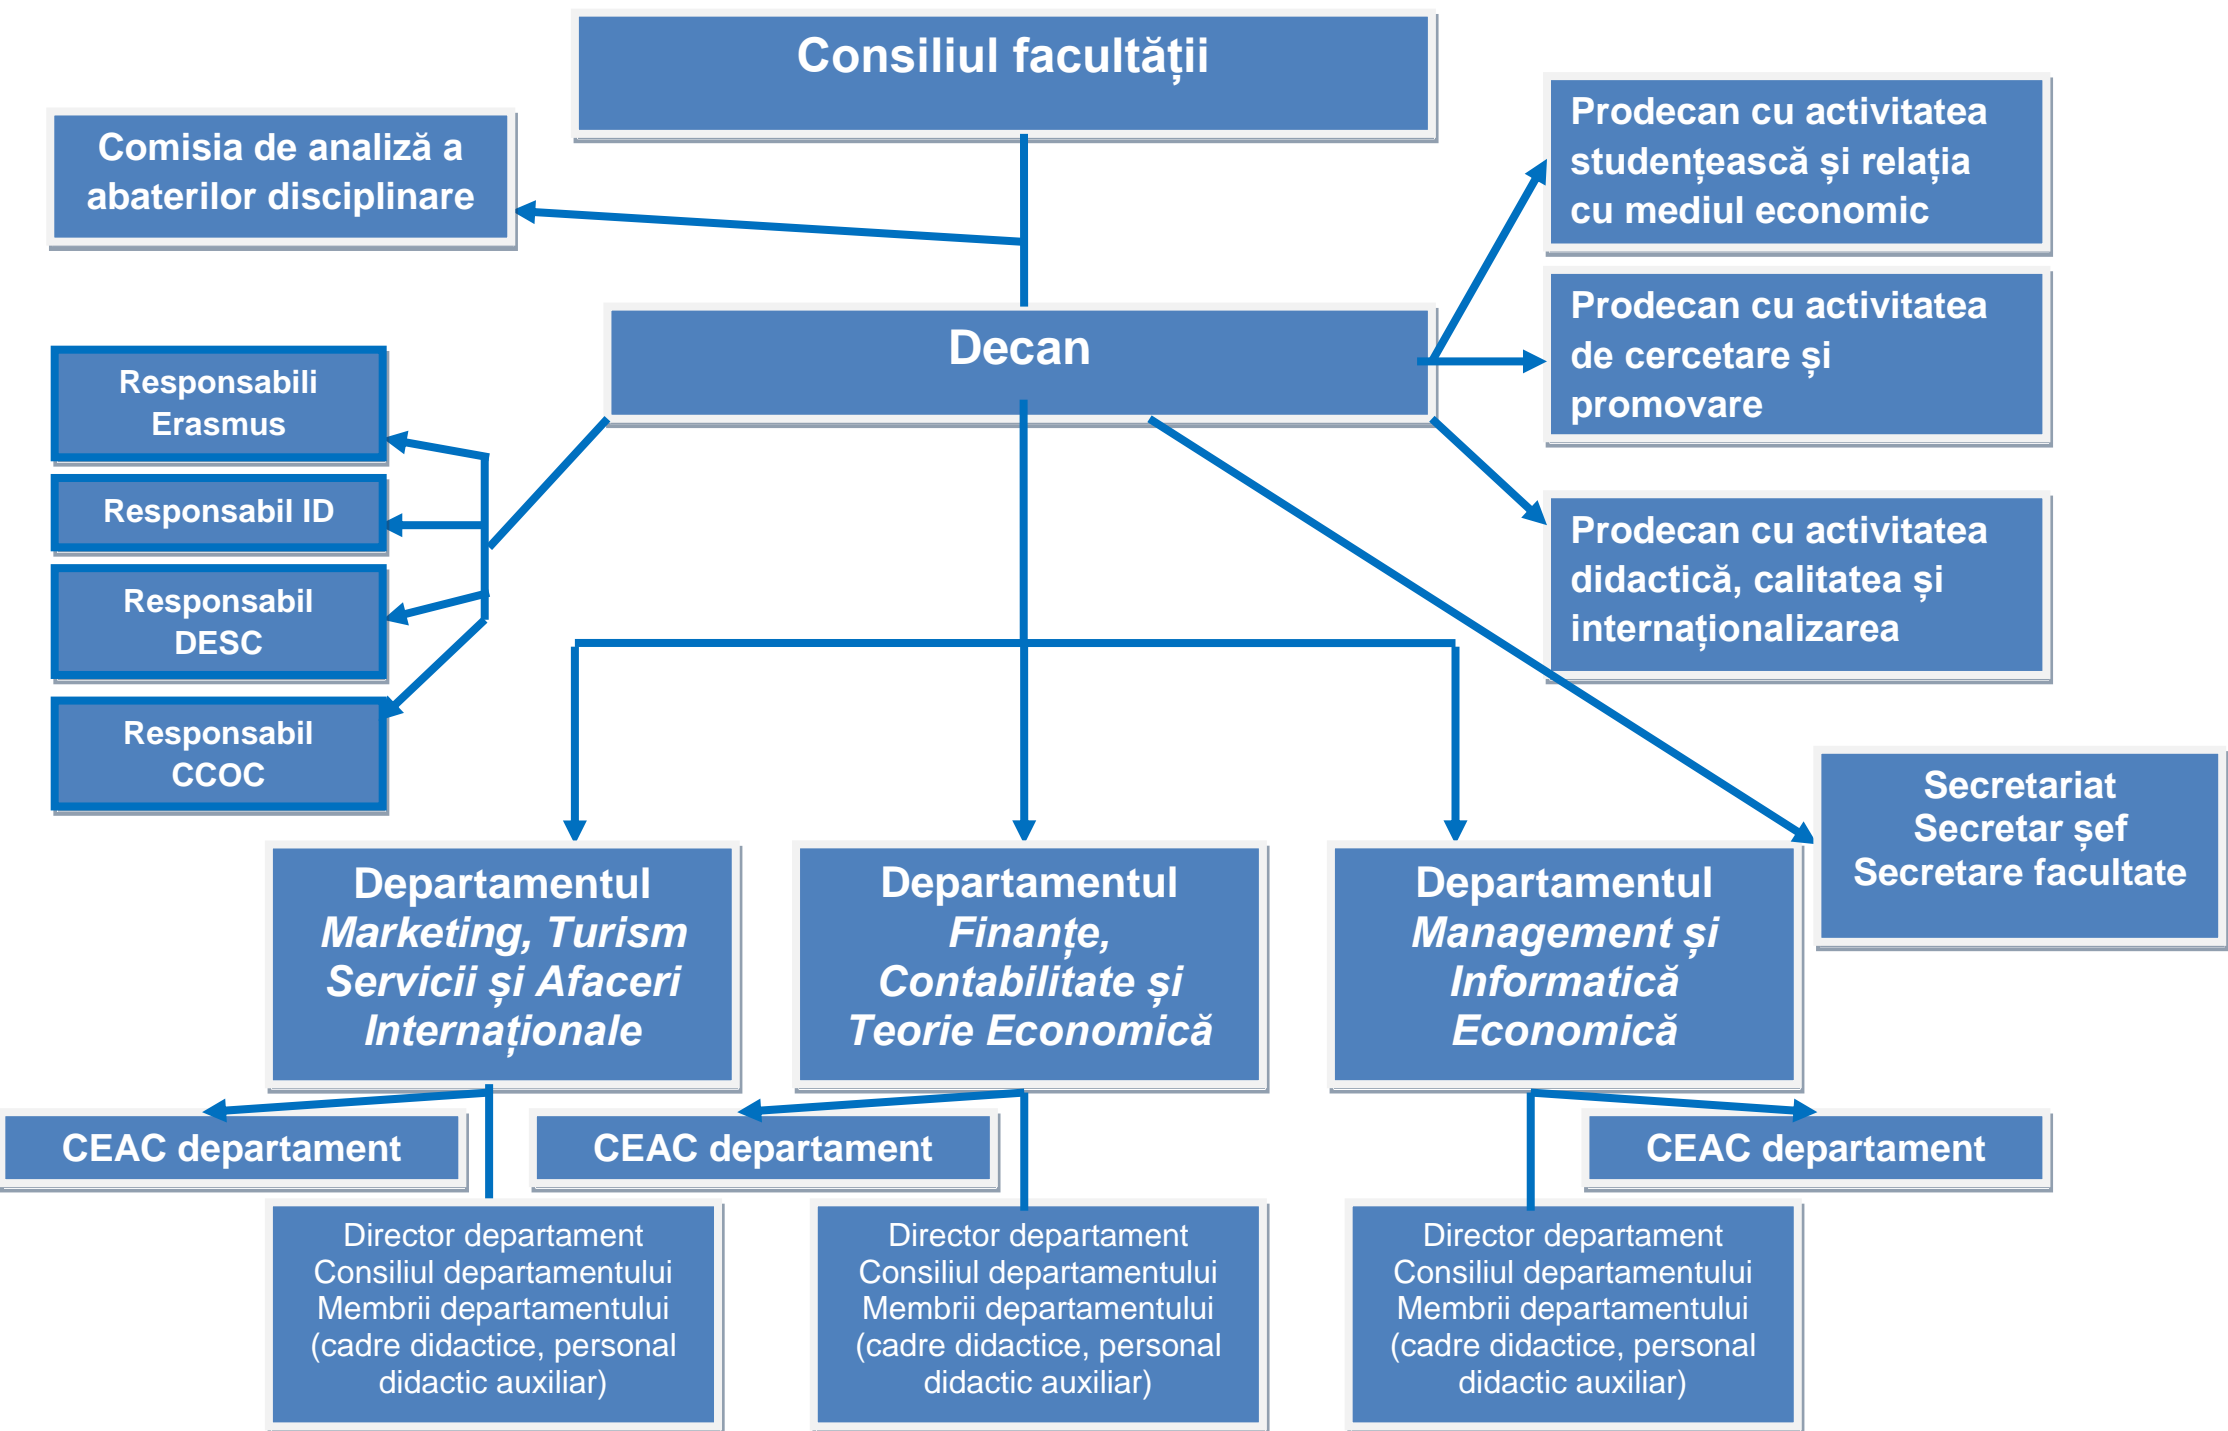 Consiliul facultății
Comisia de analiză a
abaterilor disciplinare
Prodecan cu activitatea
studențească și relația
cu mediul economic
Decan
Prodecan cu activitatea
de cercetare și
promovare
Responsabili
Erasmus
Responsabil ID
Responsabil
DESC
Responsabil
CCOC
Prodecan cu activitatea
didactică, calitatea și
internaționalizarea
Secretariat
Secretar șef
Secretare facultate
Departamentul
Marketing, Turism
Servicii și Afaceri
Internaționale
Departamentul
Finanțe,
Contabilitate și
Teorie Economică
Departamentul
Management și
Informatică
Economică
CEAC departament
CEAC departament
CEAC departament
Director departament
Consiliul departamentului
Membrii departamentului
(cadre didactice, personal
didactic auxiliar)
Director departament
Consiliul departamentului
Membrii departamentului
(cadre didactice, personal
didactic auxiliar)
Director departament
Consiliul departamentului
Membrii departamentului
(cadre didactice, personal
didactic auxiliar)